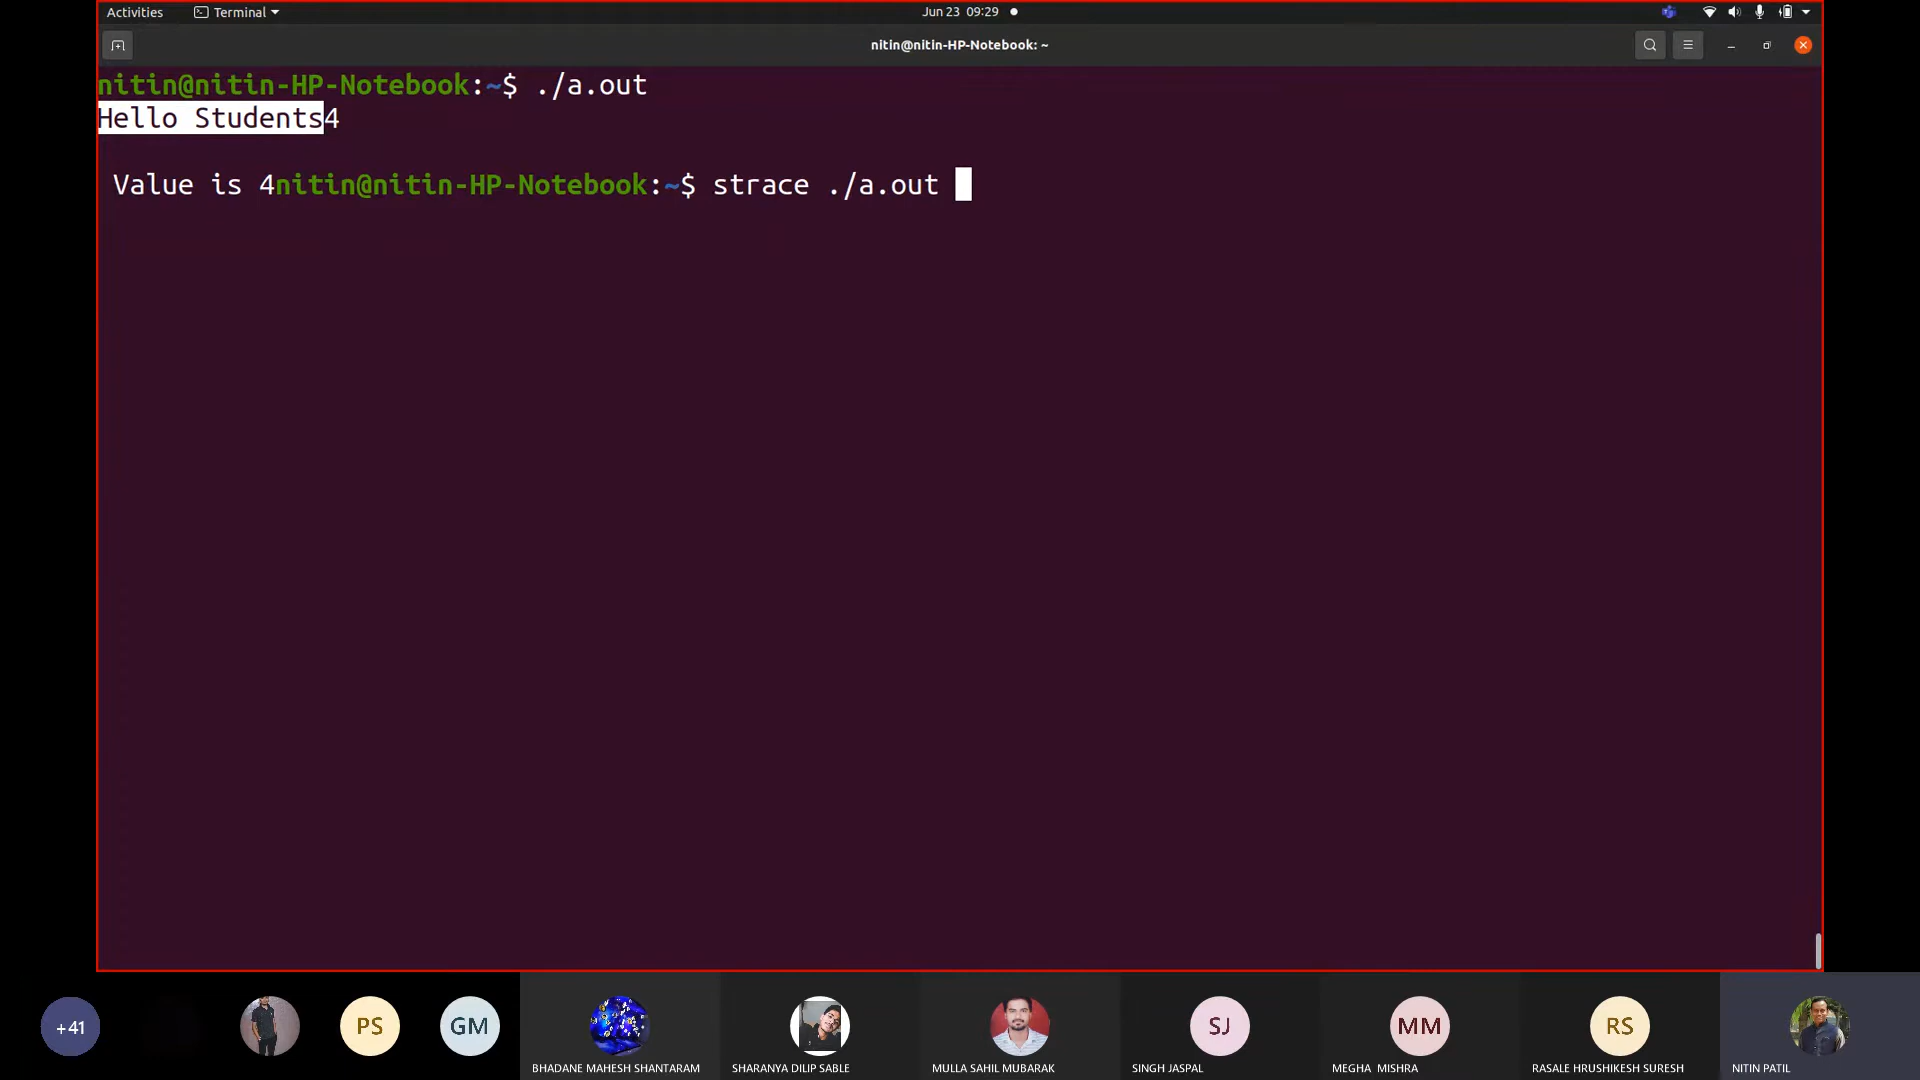 Activities Terminal Jun 23 09:29
nitin@nitin-HP-Notebook: ~
nitin@nitin-HP-Notebook:~$ ./a.out
Hello Students4
Value is 4nitin@nitin-HP-Notebook:~$ strace ./a.out
+41 PS GM SJ MM RS
BHADANE MAHESH SHANTARAM SHARANYA DILIP SABLE MULLA SAHIL MUBARAK SINGH JASPAL MEGHA MISHRA RASALE HRUSHIKESH SURESH NITIN PATIL